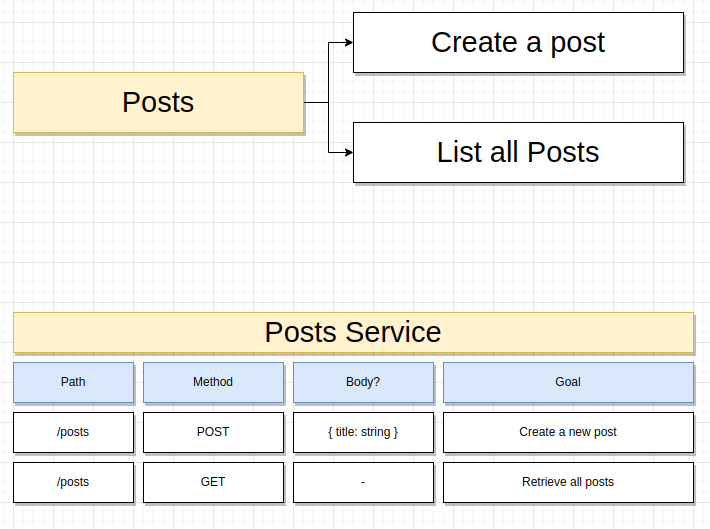 Create a post
Posts
List all Posts
Posts Service
Path Method Body? Goal
/posts POST { title: string } Create a new post
/posts GET - Retrieve all posts